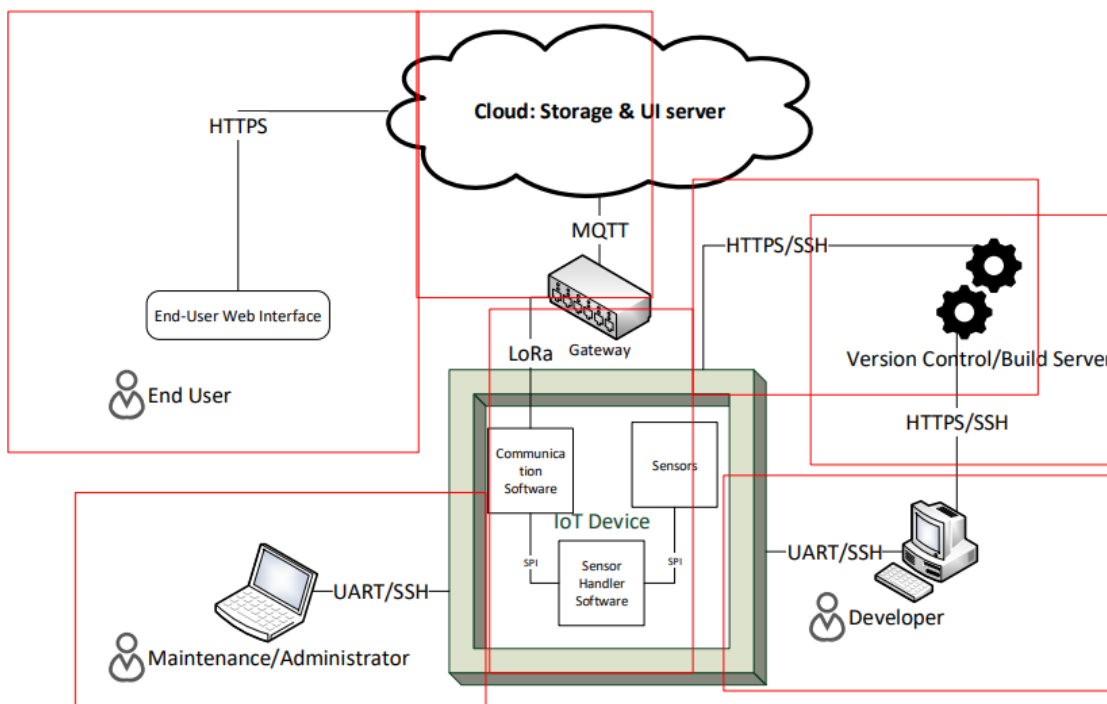 Cloud: Storage & UI server
HTTPS
MQTT
HTTPS/SSH
End-User Web Interface
Gateway
LoRa
Version Control/Build Server
End User
HTTPS/SSH
Communica
tion
Software
Sensors
IoT Device
UART/SSH
SPI
Sensor
Handler
Software
SPI
UART/SSH
Developer
Maintenance/Administrator